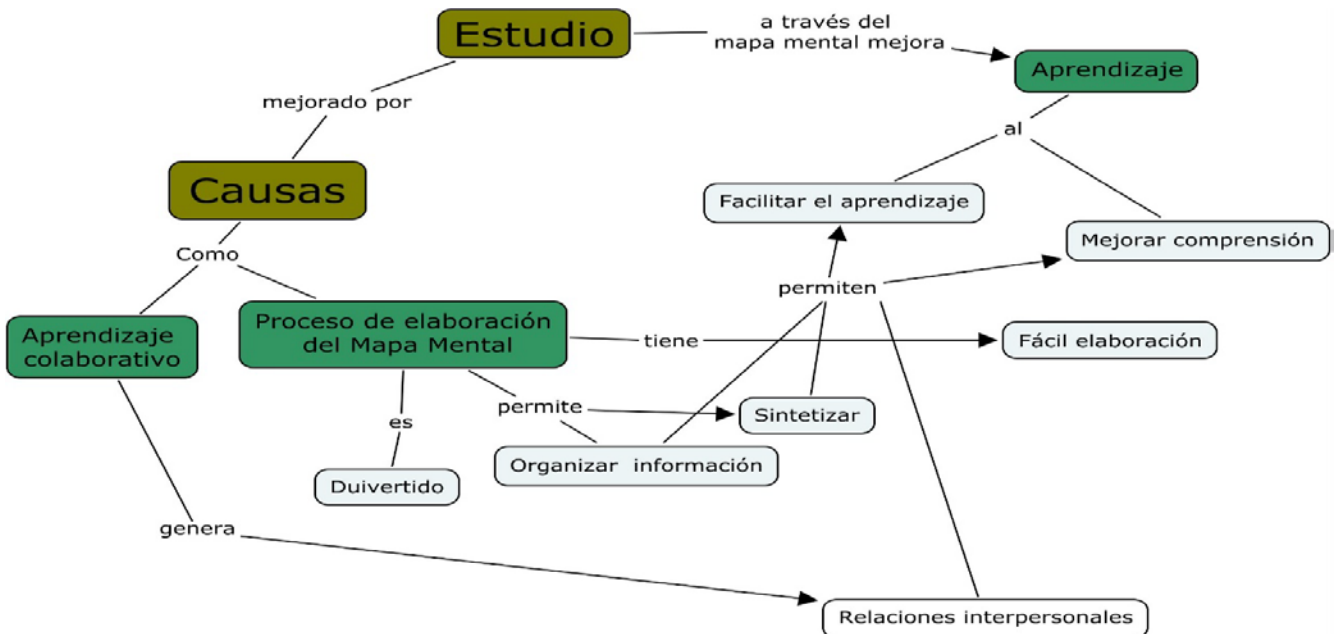 Estudio
a través del
mapa mental mejora
Aprendizaje
mejorado por
al
Causas
Facilitar el aprendizaje
Mejorar comprensión
Como
permiten
Aprendizaje
colaborativo
Proceso de elaboración
del Mapa Mental
tiene
Fácil elaboración
es
permite
Sintetizar
Organizar información
Duivertido
genera
Relaciones interpersonales